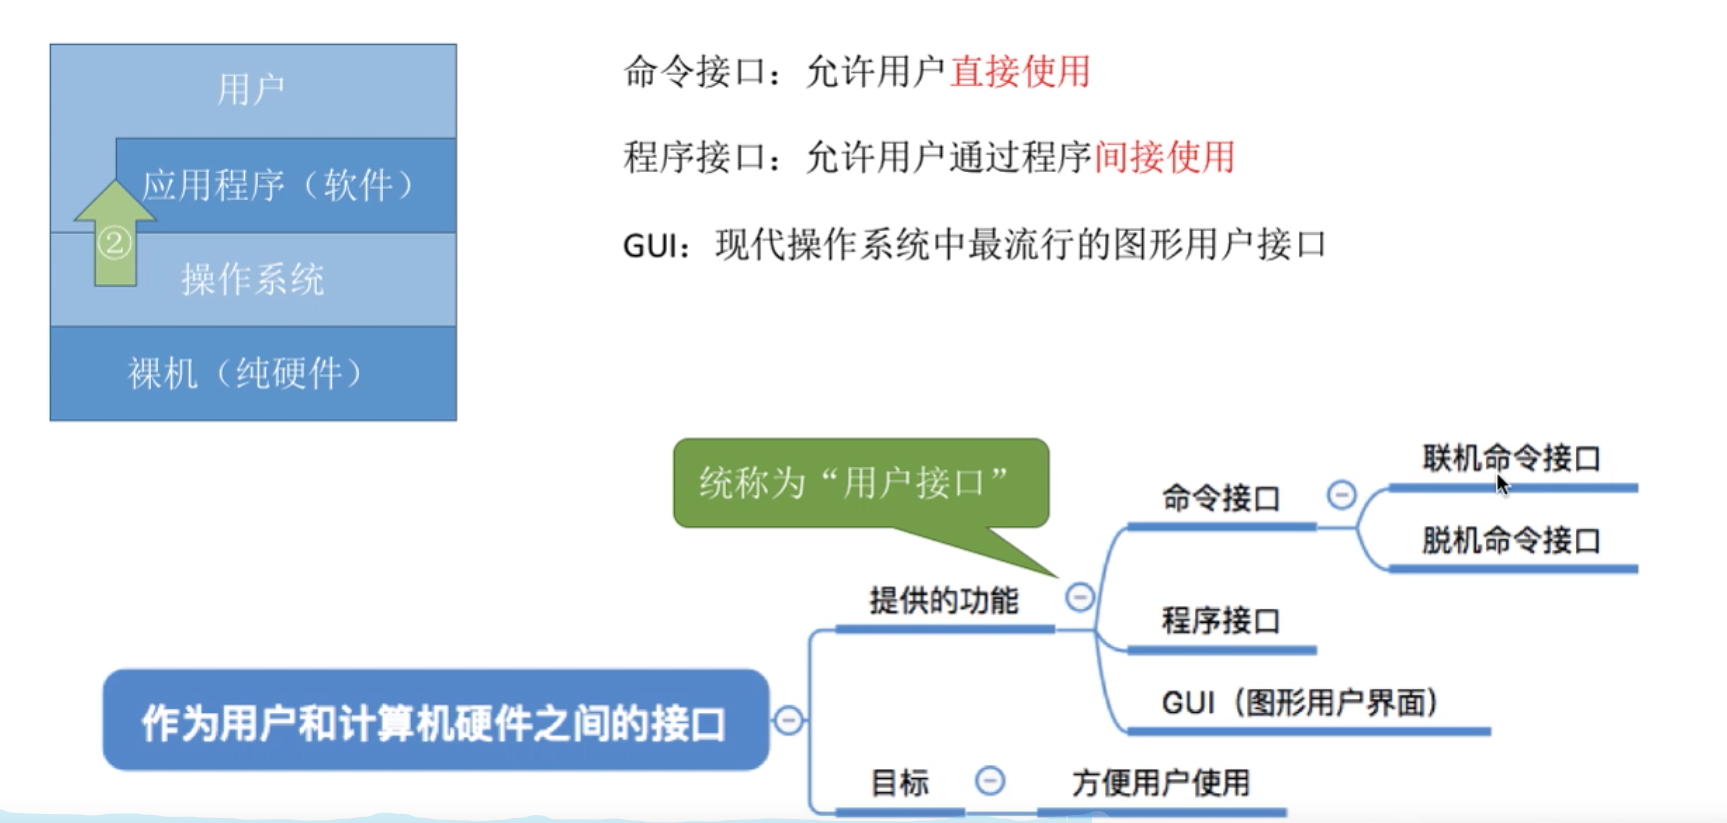 用户
应用程序（软件）
②
操作系统
裸机（纯硬件）
命令接口：允许用户直接使用
程序接口：允许用户通过程序间接使用
GUI：现代操作系统中最流行的图形用户接口
统称为“用户接口”
作为用户和计算机硬件之间的接口
提供的功能
命令接口
联机命令接口
脱机命令接口
程序接口
GUI（图形用户界面）
目标
方便用户使用